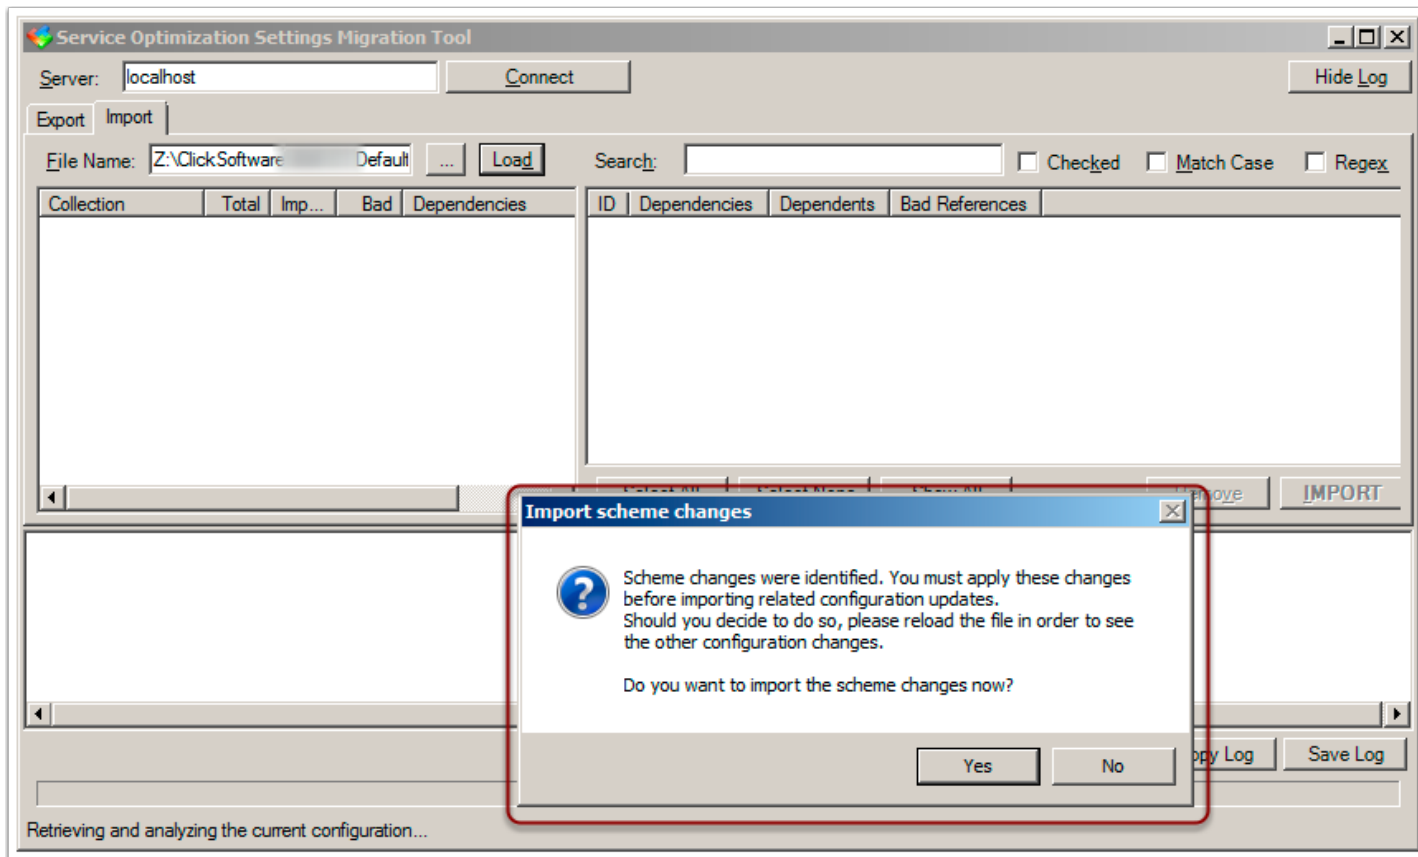 Service Optimization Settings Migration Tool
Server: localhost Connect Hide Log
Export Import
File Name: Z:\ClickSoftware Default ... Load Search: Checked Match Case Regex
Collection Total Imp... Bad Dependencies ID Dependencies Dependents Bad References
IMPORT
Import scheme changes
Scheme changes were identified. You must apply these changes
before importing related configuration updates.
Should you decide to do so, please reload the file in order to see
the other configuration changes.
Do you want to import the scheme changes now?
Yes No
Log Save Log
Retrieving and analyzing the current configuration...